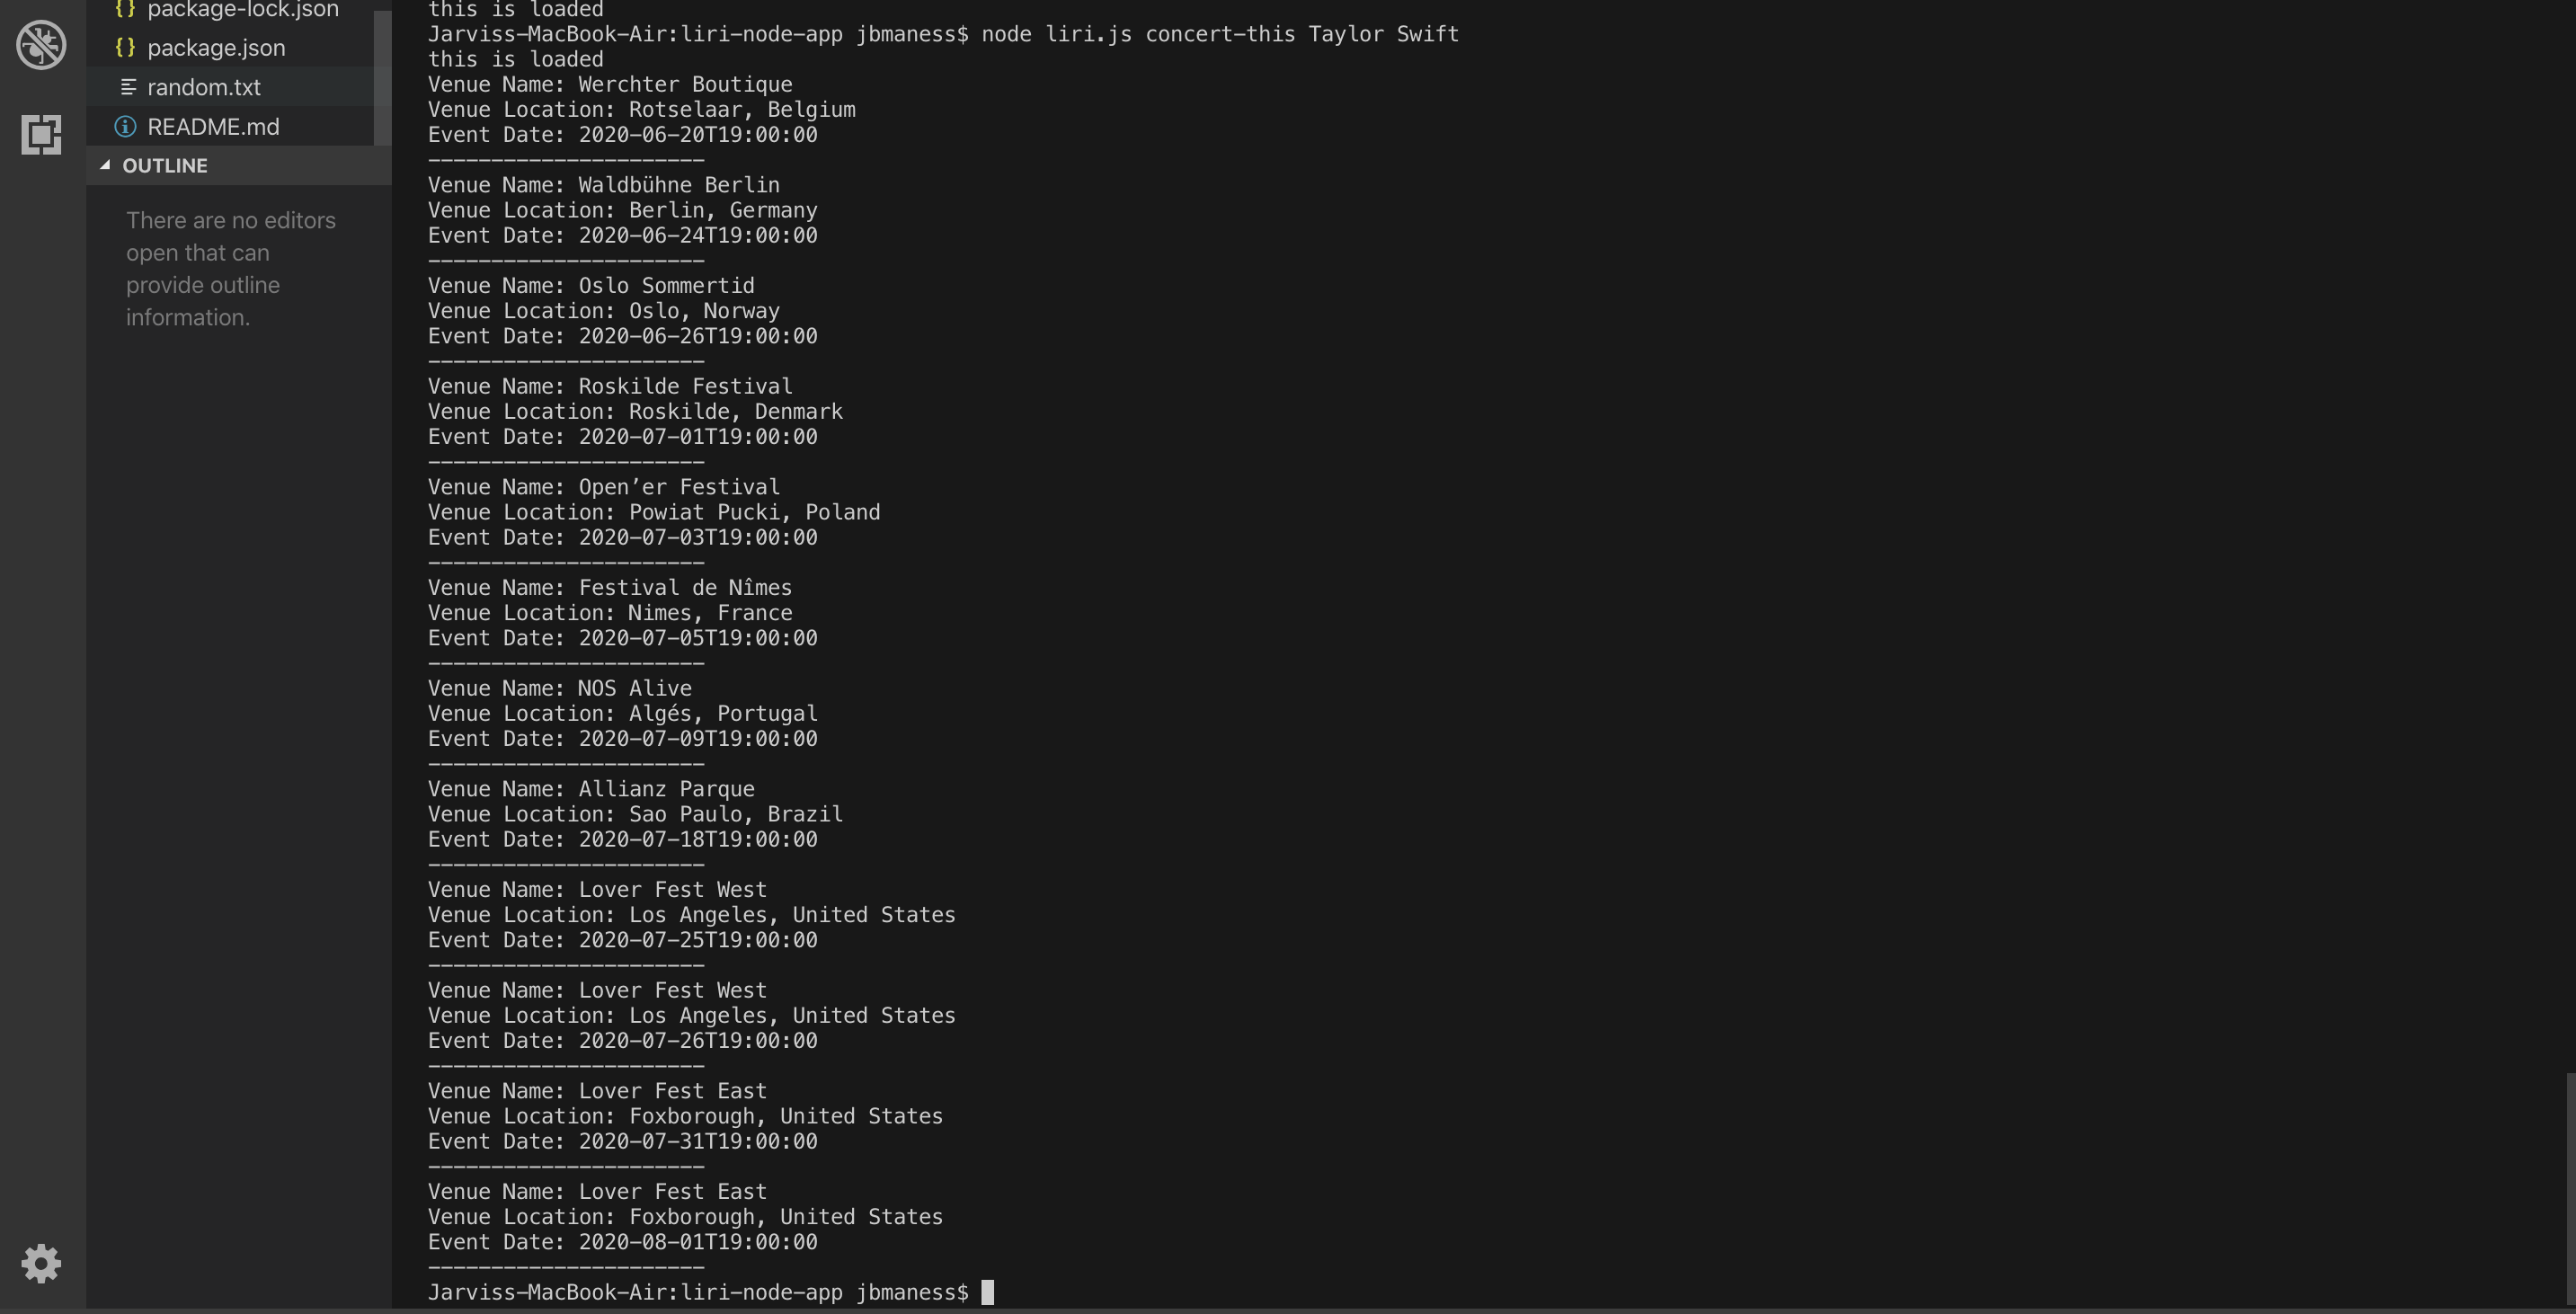 package-lock.json
package.json
random.txt
README.md
OUTLINE
There are no editors
open that can
provide outline
information.
this is loaded
Jarviss-MacBook-Air:liri-node-app jbmaness$ node liri.js concert-this Taylor Swift
this is loaded
Venue Name: Werchter Boutique
Venue Location: Rotselaar, Belgium
Event Date: 2020-06-20T19:00:00
----------------------
Venue Name: Waldbühne Berlin
Venue Location: Berlin, Germany
Event Date: 2020-06-24T19:00:00
----------------------
Venue Name: Oslo Sommertid
Venue Location: Oslo, Norway
Event Date: 2020-06-26T19:00:00
----------------------
Venue Name: Roskilde Festival
Venue Location: Roskilde, Denmark
Event Date: 2020-07-01T19:00:00
----------------------
Venue Name: Open’er Festival
Venue Location: Powiat Pucki, Poland
Event Date: 2020-07-03T19:00:00
----------------------
Venue Name: Festival de Nîmes
Venue Location: Nimes, France
Event Date: 2020-07-05T19:00:00
----------------------
Venue Name: NOS Alive
Venue Location: Algés, Portugal
Event Date: 2020-07-09T19:00:00
----------------------
Venue Name: Allianz Parque
Venue Location: Sao Paulo, Brazil
Event Date: 2020-07-18T19:00:00
----------------------
Venue Name: Lover Fest West
Venue Location: Los Angeles, United States
Event Date: 2020-07-25T19:00:00
----------------------
Venue Name: Lover Fest West
Venue Location: Los Angeles, United States
Event Date: 2020-07-26T19:00:00
----------------------
Venue Name: Lover Fest East
Venue Location: Foxborough, United States
Event Date: 2020-07-31T19:00:00
----------------------
Venue Name: Lover Fest East
Venue Location: Foxborough, United States
Event Date: 2020-08-01T19:00:00
----------------------
Jarviss-MacBook-Air:liri-node-app jbmaness$